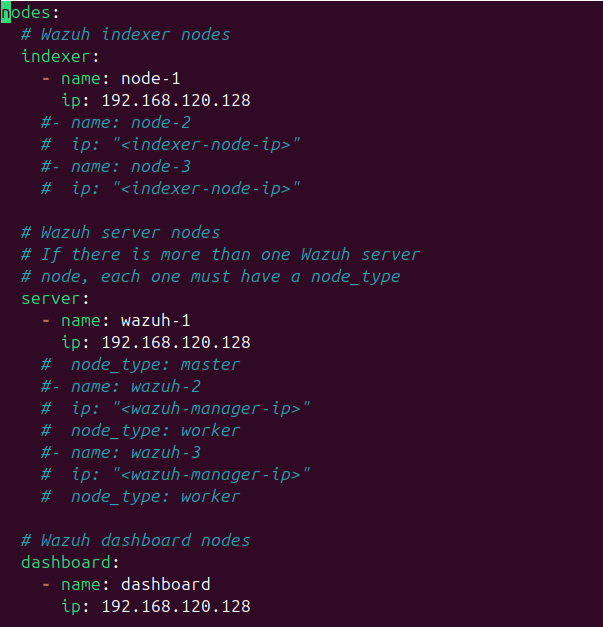 nodes:
  # Wazuh indexer nodes
  indexer:
    - name: node-1
      ip: 192.168.120.128
    #- name: node-2
    #  ip: "<indexer-node-ip>"
    #- name: node-3
    #  ip: "<indexer-node-ip>"

  # Wazuh server nodes
  # If there is more than one Wazuh server
  # node, each one must have a node_type
  server:
    - name: wazuh-1
      ip: 192.168.120.128
    #  node_type: master
    #- name: wazuh-2
    #  ip: "<wazuh-manager-ip>"
    #  node_type: worker
    #- name: wazuh-3
    #  ip: "<wazuh-manager-ip>"
    #  node_type: worker

  # Wazuh dashboard nodes
  dashboard:
    - name: dashboard
      ip: 192.168.120.128